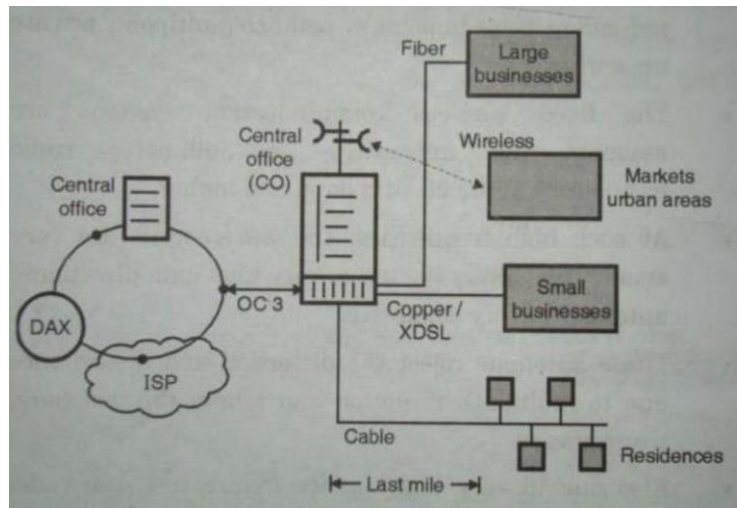 Fiber
Large
businesses
Central
office
(CO)
Wireless
Markets
urban areas
Central
office
OC 3
DAX
ISP
Copper /
XDSL
Small
businesses
Cable
Residences
Last mile